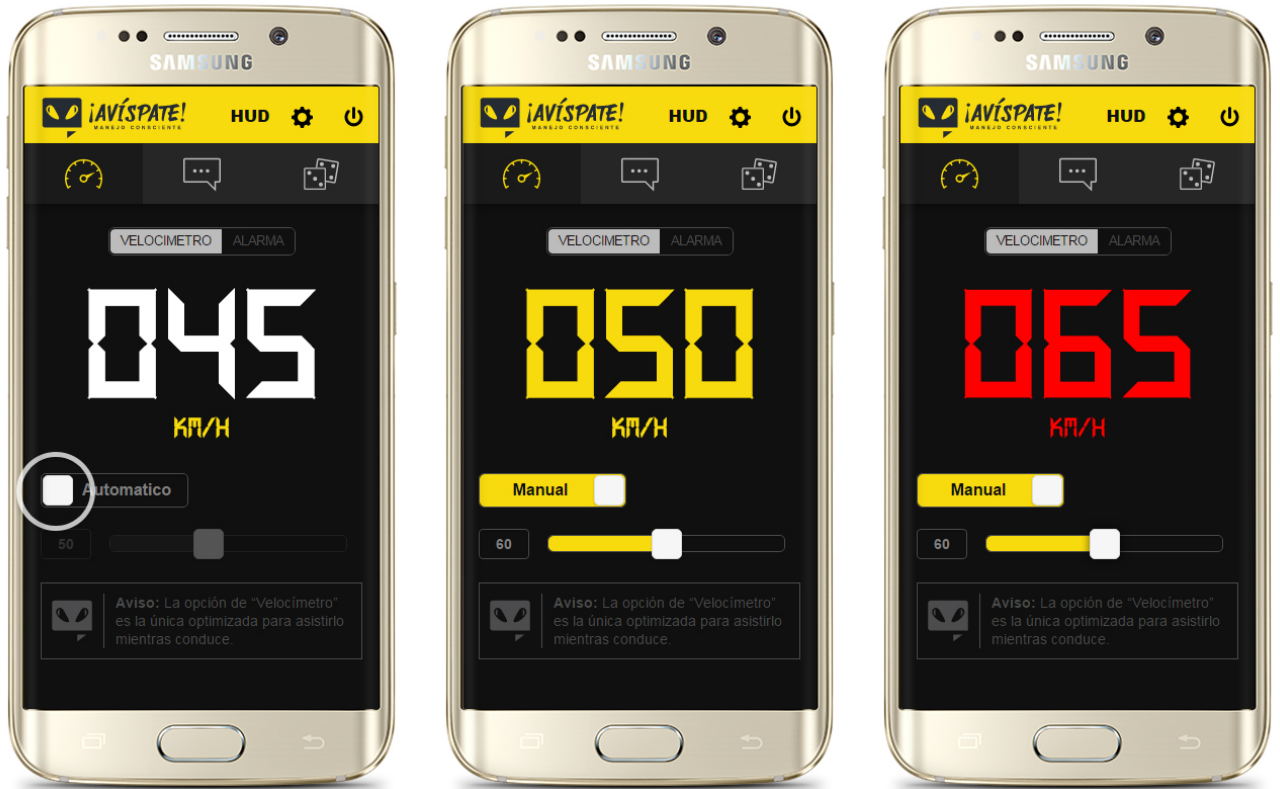 SAMSUNG
¡AVÍSPATE!
MANEJO CONSCIENTE
HUD
VELOCIMETRO
ALARMA
045
KM/H
Automatico
50
Aviso: La opción de “Velocímetro”
es la única optimizada para asistirlo
mientras conduce.
SAMSUNG
¡AVÍSPATE!
MANEJO CONSCIENTE
HUD
VELOCIMETRO
ALARMA
050
KM/H
Manual
60
Aviso: La opción de “Velocímetro”
es la única optimizada para asistirlo
mientras conduce.
SAMSUNG
¡AVÍSPATE!
MANEJO CONSCIENTE
HUD
VELOCIMETRO
ALARMA
065
KM/H
Manual
60
Aviso: La opción de “Velocímetro”
es la única optimizada para asistirlo
mientras conduce.